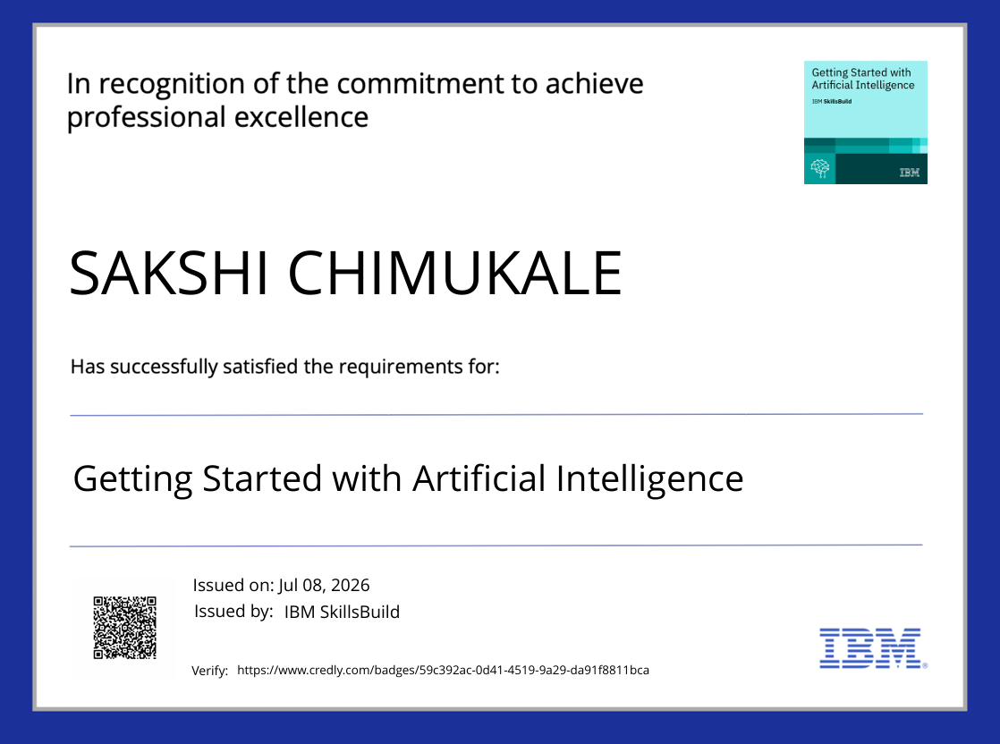 In recognition of the commitment to achieve
professional excellence
Getting Started with
Artificial Intelligence
IBM SkillsBuild
IBM
SAKSHI CHIMUKALE
Has successfully satisfied the requirements for:
Getting Started with Artificial Intelligence
Issued on: Jul 08, 2026
Issued by: IBM SkillsBuild
Verify: https://www.credly.com/badges/59c392ac-0d41-4519-9a29-da91f8811bca
IBM®